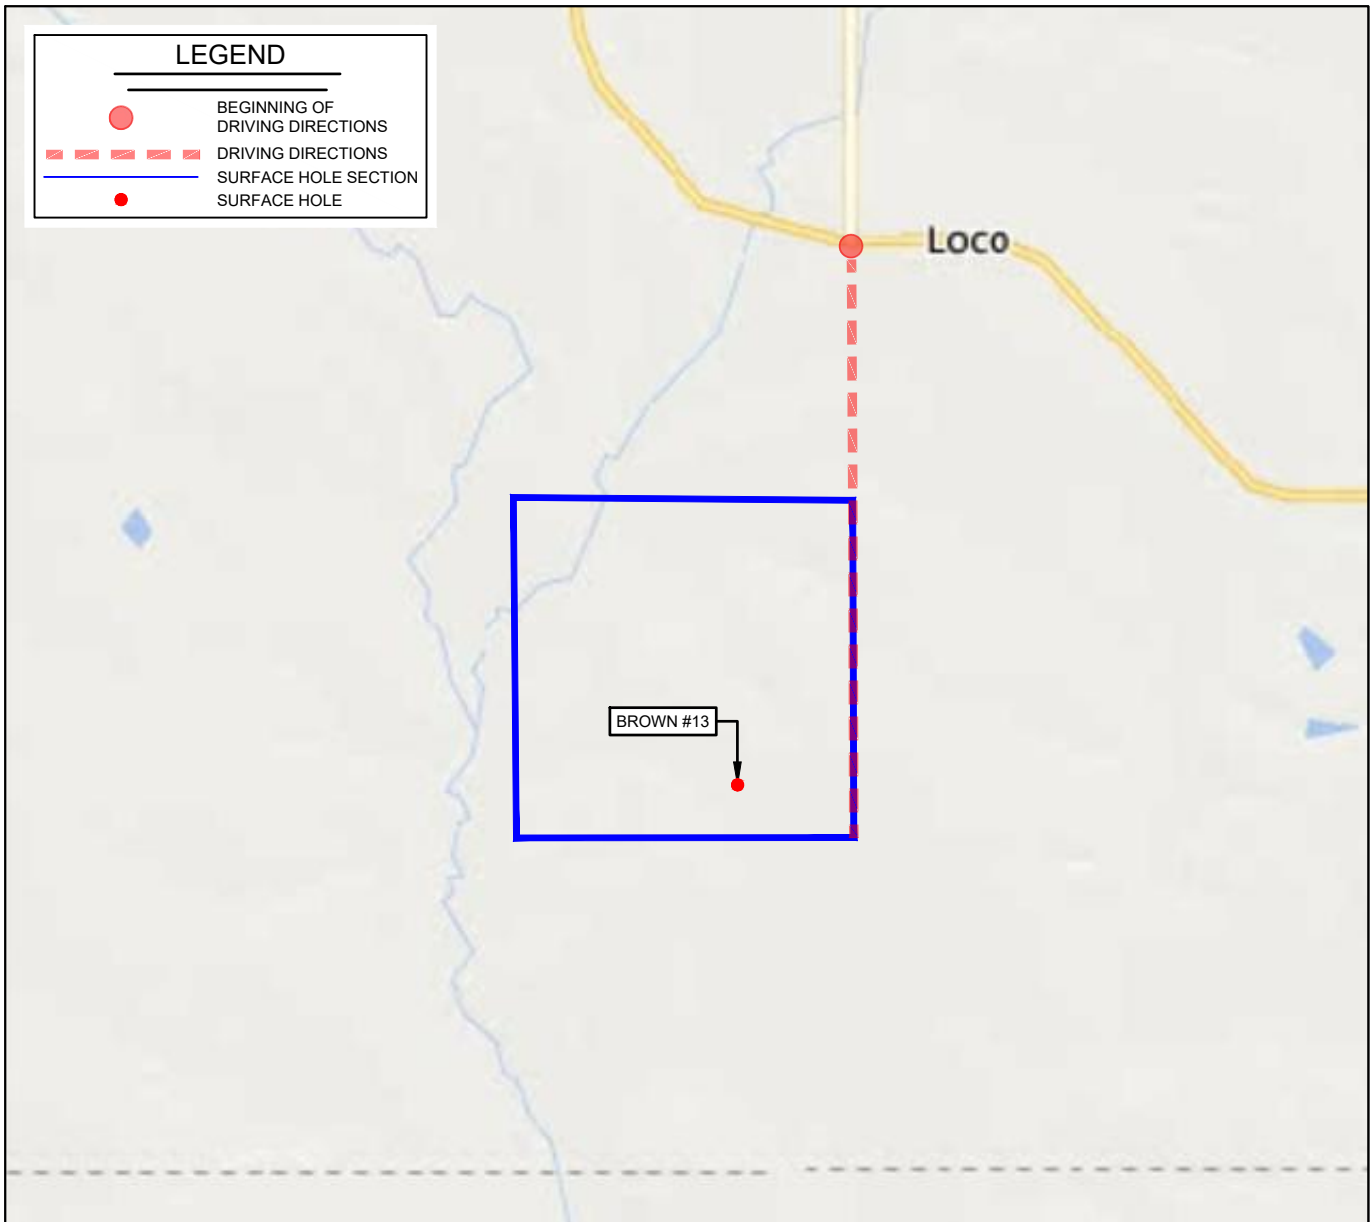 LEGEND
BEGINNING OF
DRIVING DIRECTIONS
DRIVING DIRECTIONS
SURFACE HOLE SECTION
SURFACE HOLE
Loco
BROWN #13